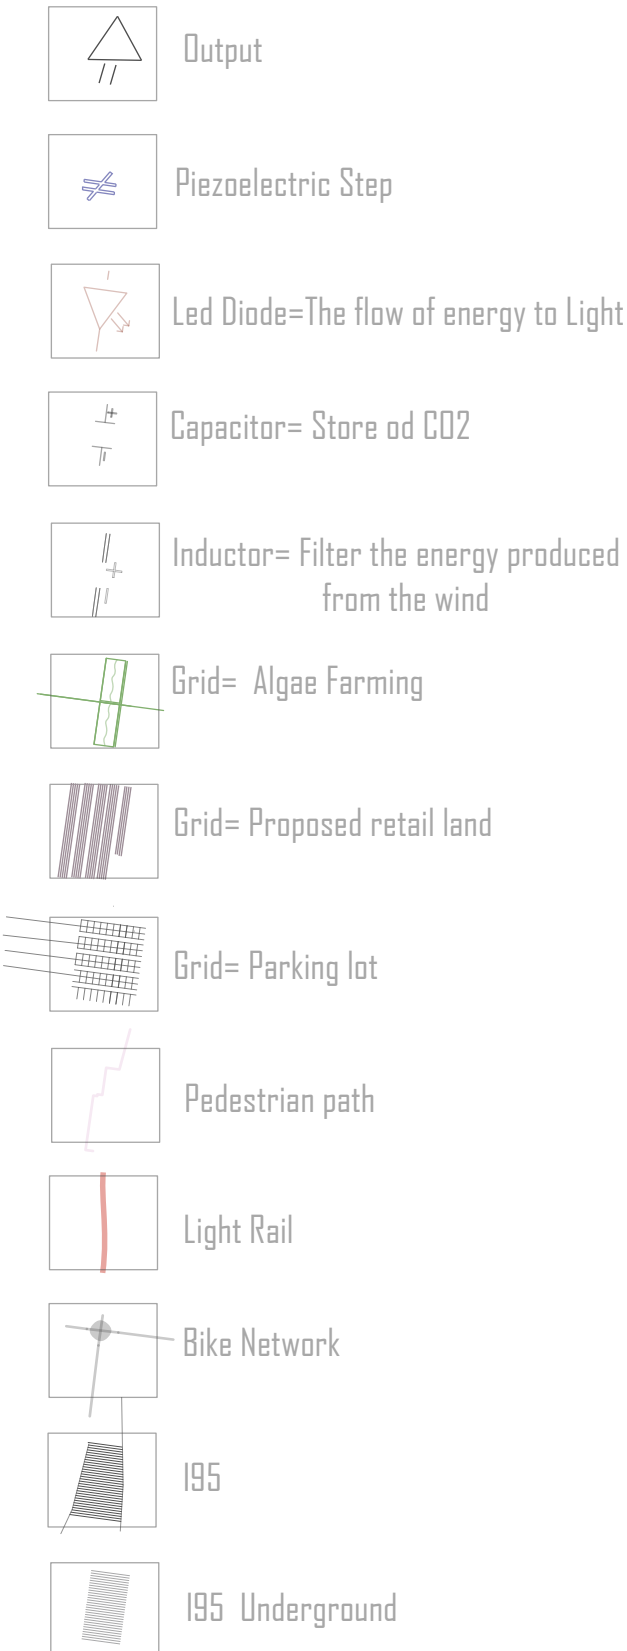 Output
Piezoelectric Step
Led Diode=The flow of energy to Light
Capacitor= Store od CO2
Inductor= Filter the energy produced
from the wind
Grid= Algae Farming
Grid= Proposed retail land
Grid= Parking lot
Pedestrian path
Light Rail
Bike Network
I95
I95 Underground